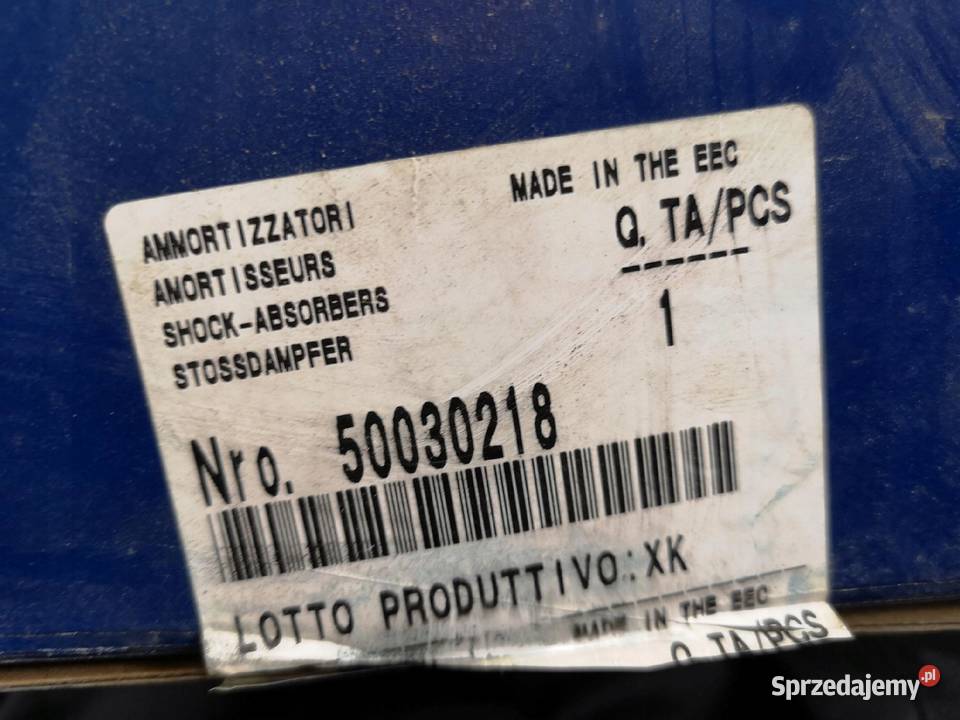 MADE IN THE EEC
AMMORTIZZATORI
Q. TA/PCS
AMORTISSEURS
------
SHOCK-ABSORBERS
1
STOSSDAMPFER
Nro. 50030218
LOTTO PRODUTTIVO: XK
MADE IN THE EEC
Q. TA/PCS
Sprzedajemy.pl